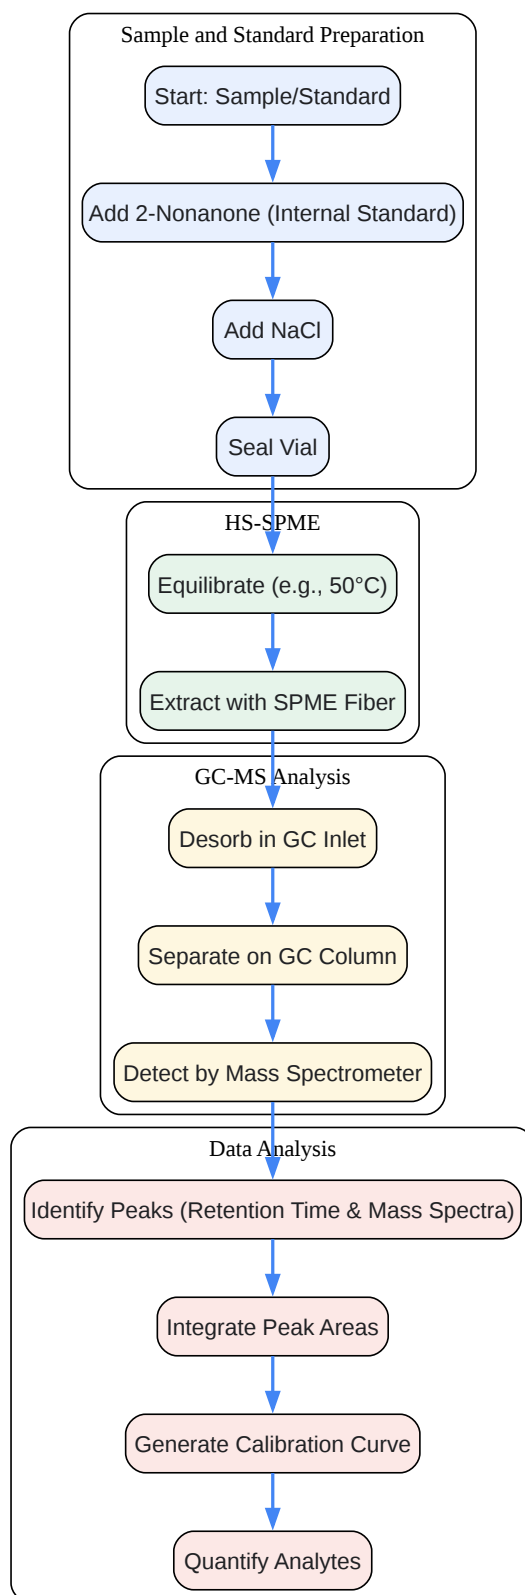 Sample and Standard Preparation
Start: Sample/Standard
Add 2-Nonanone (Internal Standard)
Add NaCl
Seal Vial
HS-SPME
Equilibrate (e.g., 50°C)
Extract with SPME Fiber
GC-MS Analysis
Desorb in GC Inlet
Separate on GC Column
Detect by Mass Spectrometer
Data Analysis
Identify Peaks (Retention Time & Mass Spectra)
Integrate Peak Areas
Generate Calibration Curve
Quantify Analytes